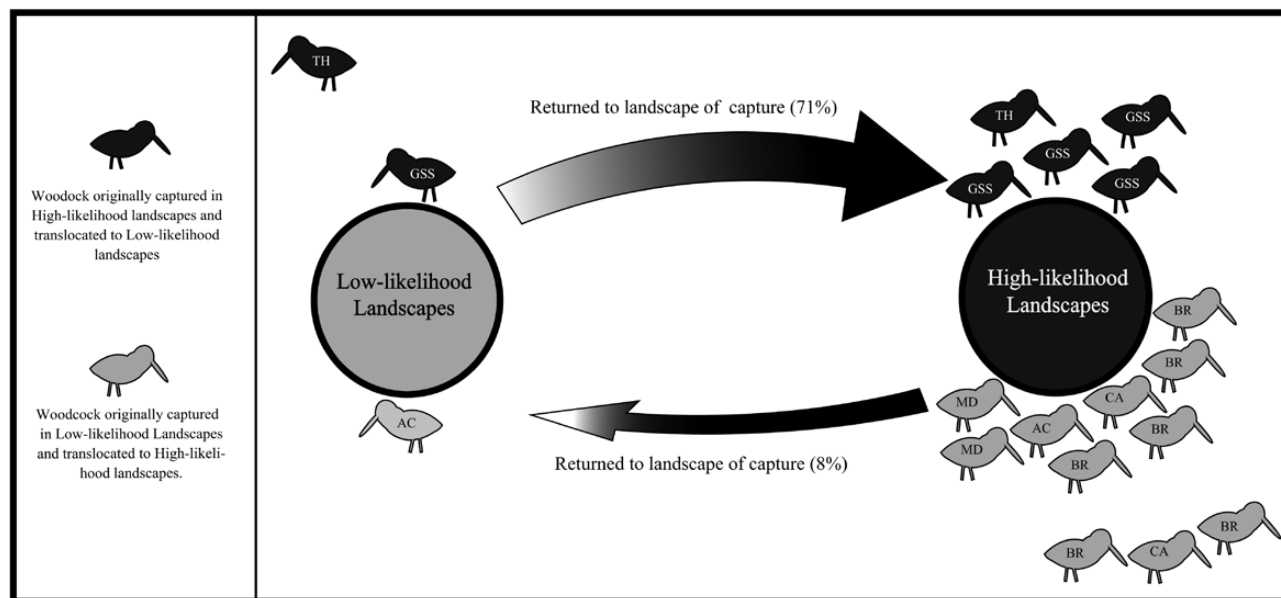 Woodock originally captured in
High-likelihood landscapes and
translocated to Low-likelihood
landscapes
Woodcock originally captured
in Low-likelihood Landscapes
and translocated to High-likeli-
hood landscapes.
TH
Returned to landscape of capture (71%)
GSS
Low-likelihood
Landscapes
AC
Returned to landscape of capture (8%)
TH
GSS
GSS
GSS
GSS
High-likelihood
Landscapes
BR
BR
MD
CA
AC
BR
MD
BR
BR
CA
BR